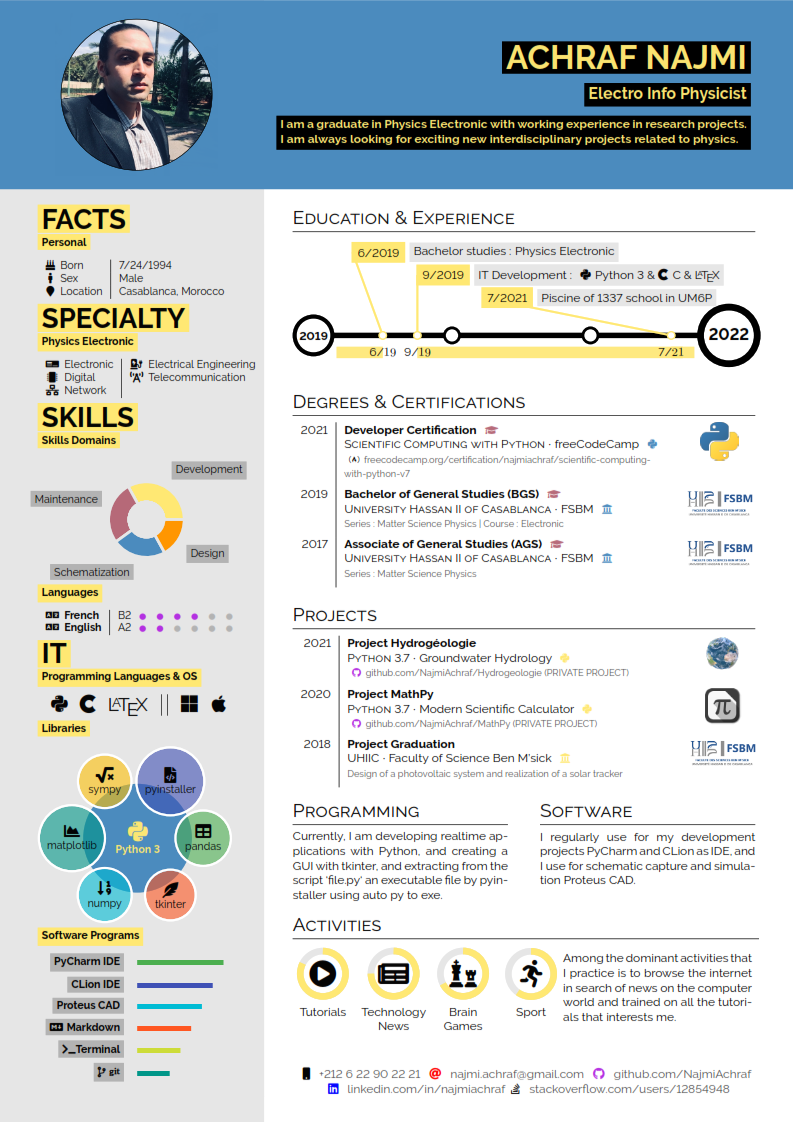 ACHRAF NAJMI
Electro Info Physicist
I am a graduate in Physics Electronic with working experience in research projects.
I am always looking for exciting new interdisciplinary projects related to physics.
FACTS
Personal
Born 7/24/1994
Sex Male
Location Casablanca, Morocco
SPECIALTY
Physics Electronic
Electronic Electrical Engineering
Digital Telecommunication
Network
SKILLS
Skills Domains
Development
Maintenance
Design
Schematization
Languages
French B2
English A2
IT
Programming Languages & OS
LATEX
Libraries
sympy pyinstaller
matplotlib Python 3 pandas
numpy tkinter
Software Programs
PyCharm IDE
CLion IDE
Proteus CAD
Markdown
Terminal
git
EDUCATION & EXPERIENCE
6/2019 Bachelor studies : Physics Electronic
9/2019 IT Development : Python 3 & C & LATEX
7/2021 Piscine of 1337 school in UM6P
2019 2022
6/19 9/19 7/21
DEGREES & CERTIFICATIONS
2021 Developer Certification
SCIENTIFIC COMPUTING WITH PYTHON · freeCodeCamp
freecodecamp.org/certification/najmiachraf/scientific-computing-
with-python-v7
2019 Bachelor of General Studies (BGS)
UNIVERSITY HASSAN II OF CASABLANCA · FSBM
Series : Matter Science Physics | Course : Electronic
FSBM
2017 Associate of General Studies (AGS)
UNIVERSITY HASSAN II OF CASABLANCA · FSBM
Series : Matter Science Physics
FSBM
PROJECTS
2021 Project Hydrogéologie
PYTHON 3.7 · Groundwater Hydrology
github.com/NajmiAchraf/Hydrogeologie (PRIVATE PROJECT)
2020 Project MathPy
PYTHON 3.7 · Modern Scientific Calculator
github.com/NajmiAchraf/MathPy (PRIVATE PROJECT)
π
2018 Project Graduation
UHIIC · Faculty of Science Ben M'sick
Design of a photovoltaic system and realization of a solar tracker
FSBM
PROGRAMMING
Currently, I am developing realtime ap-
plications with Python, and creating a
GUI with tkinter, and extracting from the
script 'file.py' an executable file by pyin-
staller using auto py to exe.
SOFTWARE
I regularly use for my development
projects PyCharm and CLion as IDE, and
I use for schematic capture and simula-
tion Proteus CAD.
ACTIVITIES
Tutorials Technology Brain Sport
News Games
Among the dominant activities that
I practice is to browse the internet
in search of news on the computer
world and trained on all the tutori-
als that interests me.
+212 6 22 90 22 21 najmi.achraf@gmail.com github.com/NajmiAchraf
linkedin.com/in/najmiachraf stackoverflow.com/users/12854948